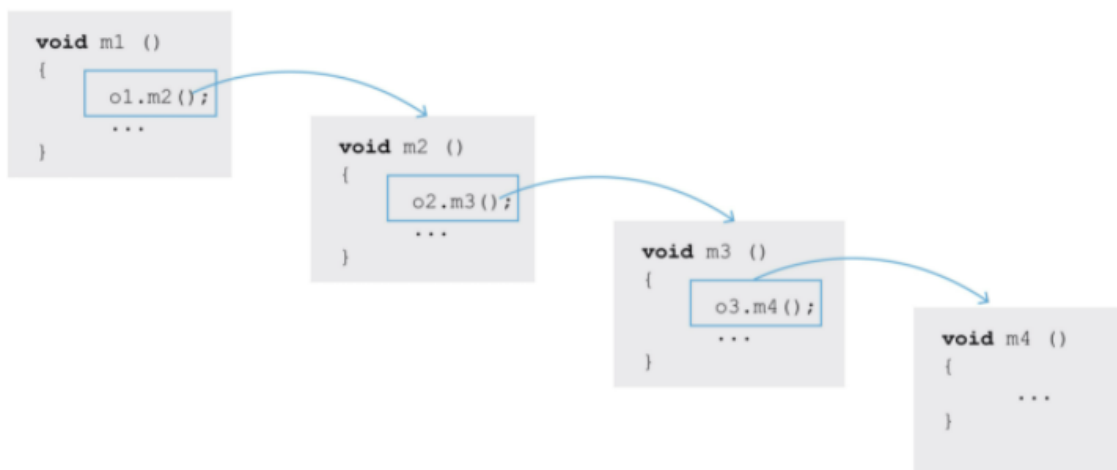 void m1 ()
{
o1.m2();
...
}
void m2 ()
{
o2.m3();
...
}
void m3 ()
{
o3.m4();
...
}
void m4 ()
{
...
}